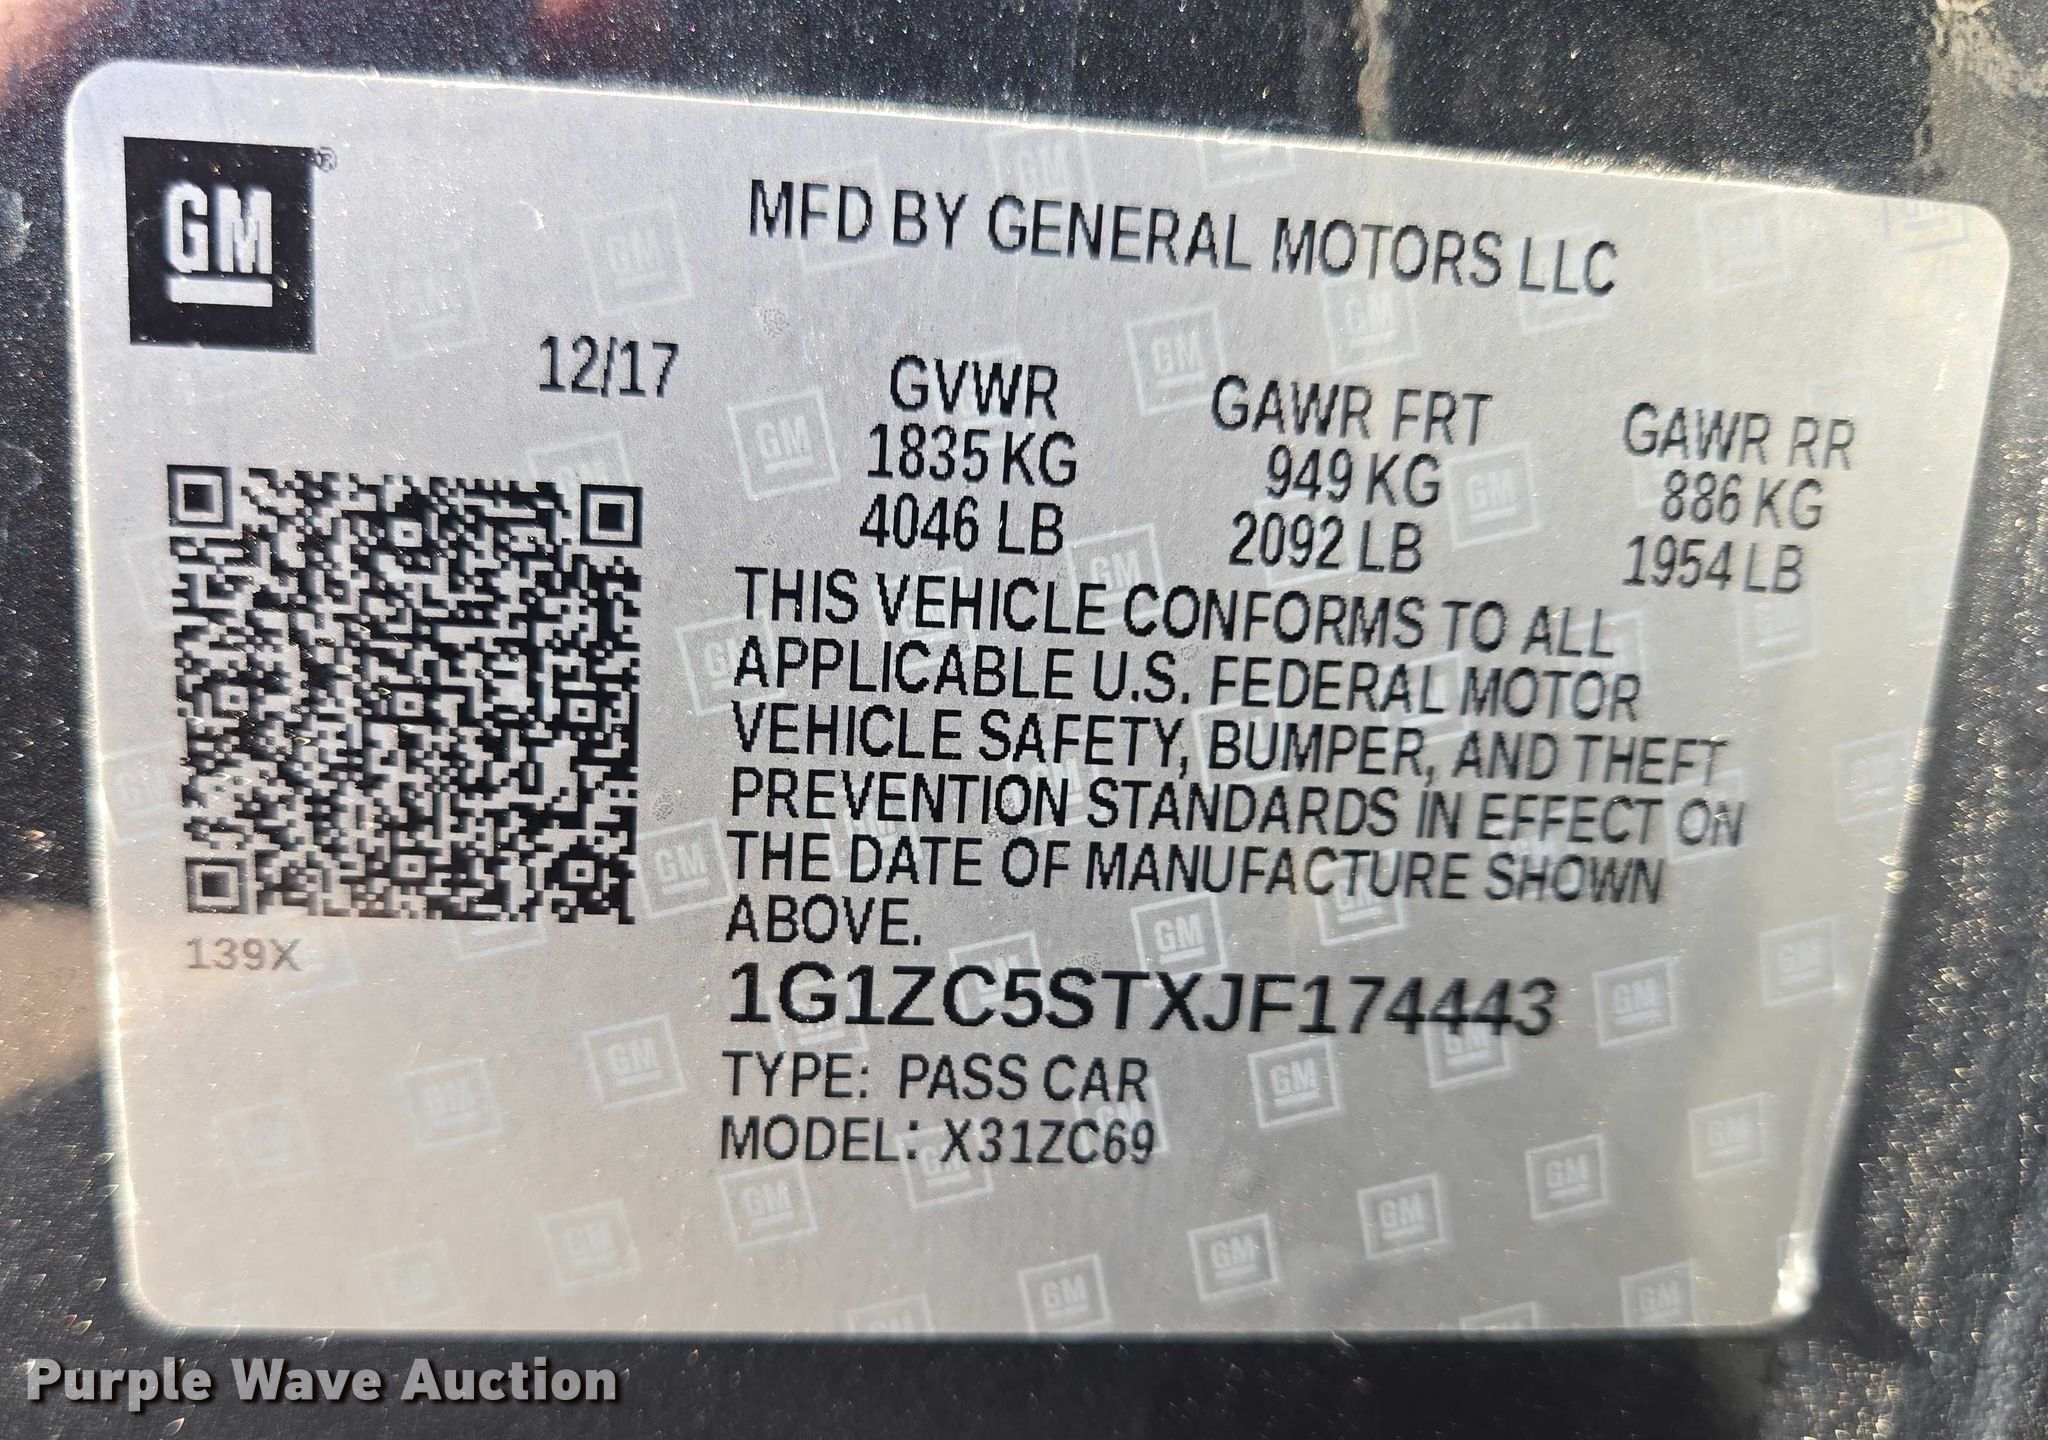 GM®
MFD BY GENERAL MOTORS LLC
12/17
GVWR GAWR FRT GAWR RR
1835 KG 949 KG 886 KG
4046 LB 2092 LB 1954 LB
THIS VEHICLE CONFORMS TO ALL
APPLICABLE U.S. FEDERAL MOTOR
VEHICLE SAFETY, BUMPER, AND THEFT
PREVENTION STANDARDS IN EFFECT ON
THE DATE OF MANUFACTURE SHOWN
ABOVE.
139X
1G1ZC5STXJF174443
TYPE: PASS CAR
MODEL: X31ZC69
Purple Wave Auction